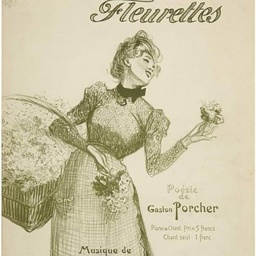 Fleurettes
Poésie
de
Gaston Porcher
Piano & Chant. Prix 5 francs
Chant seul - 1 franc
Musique de